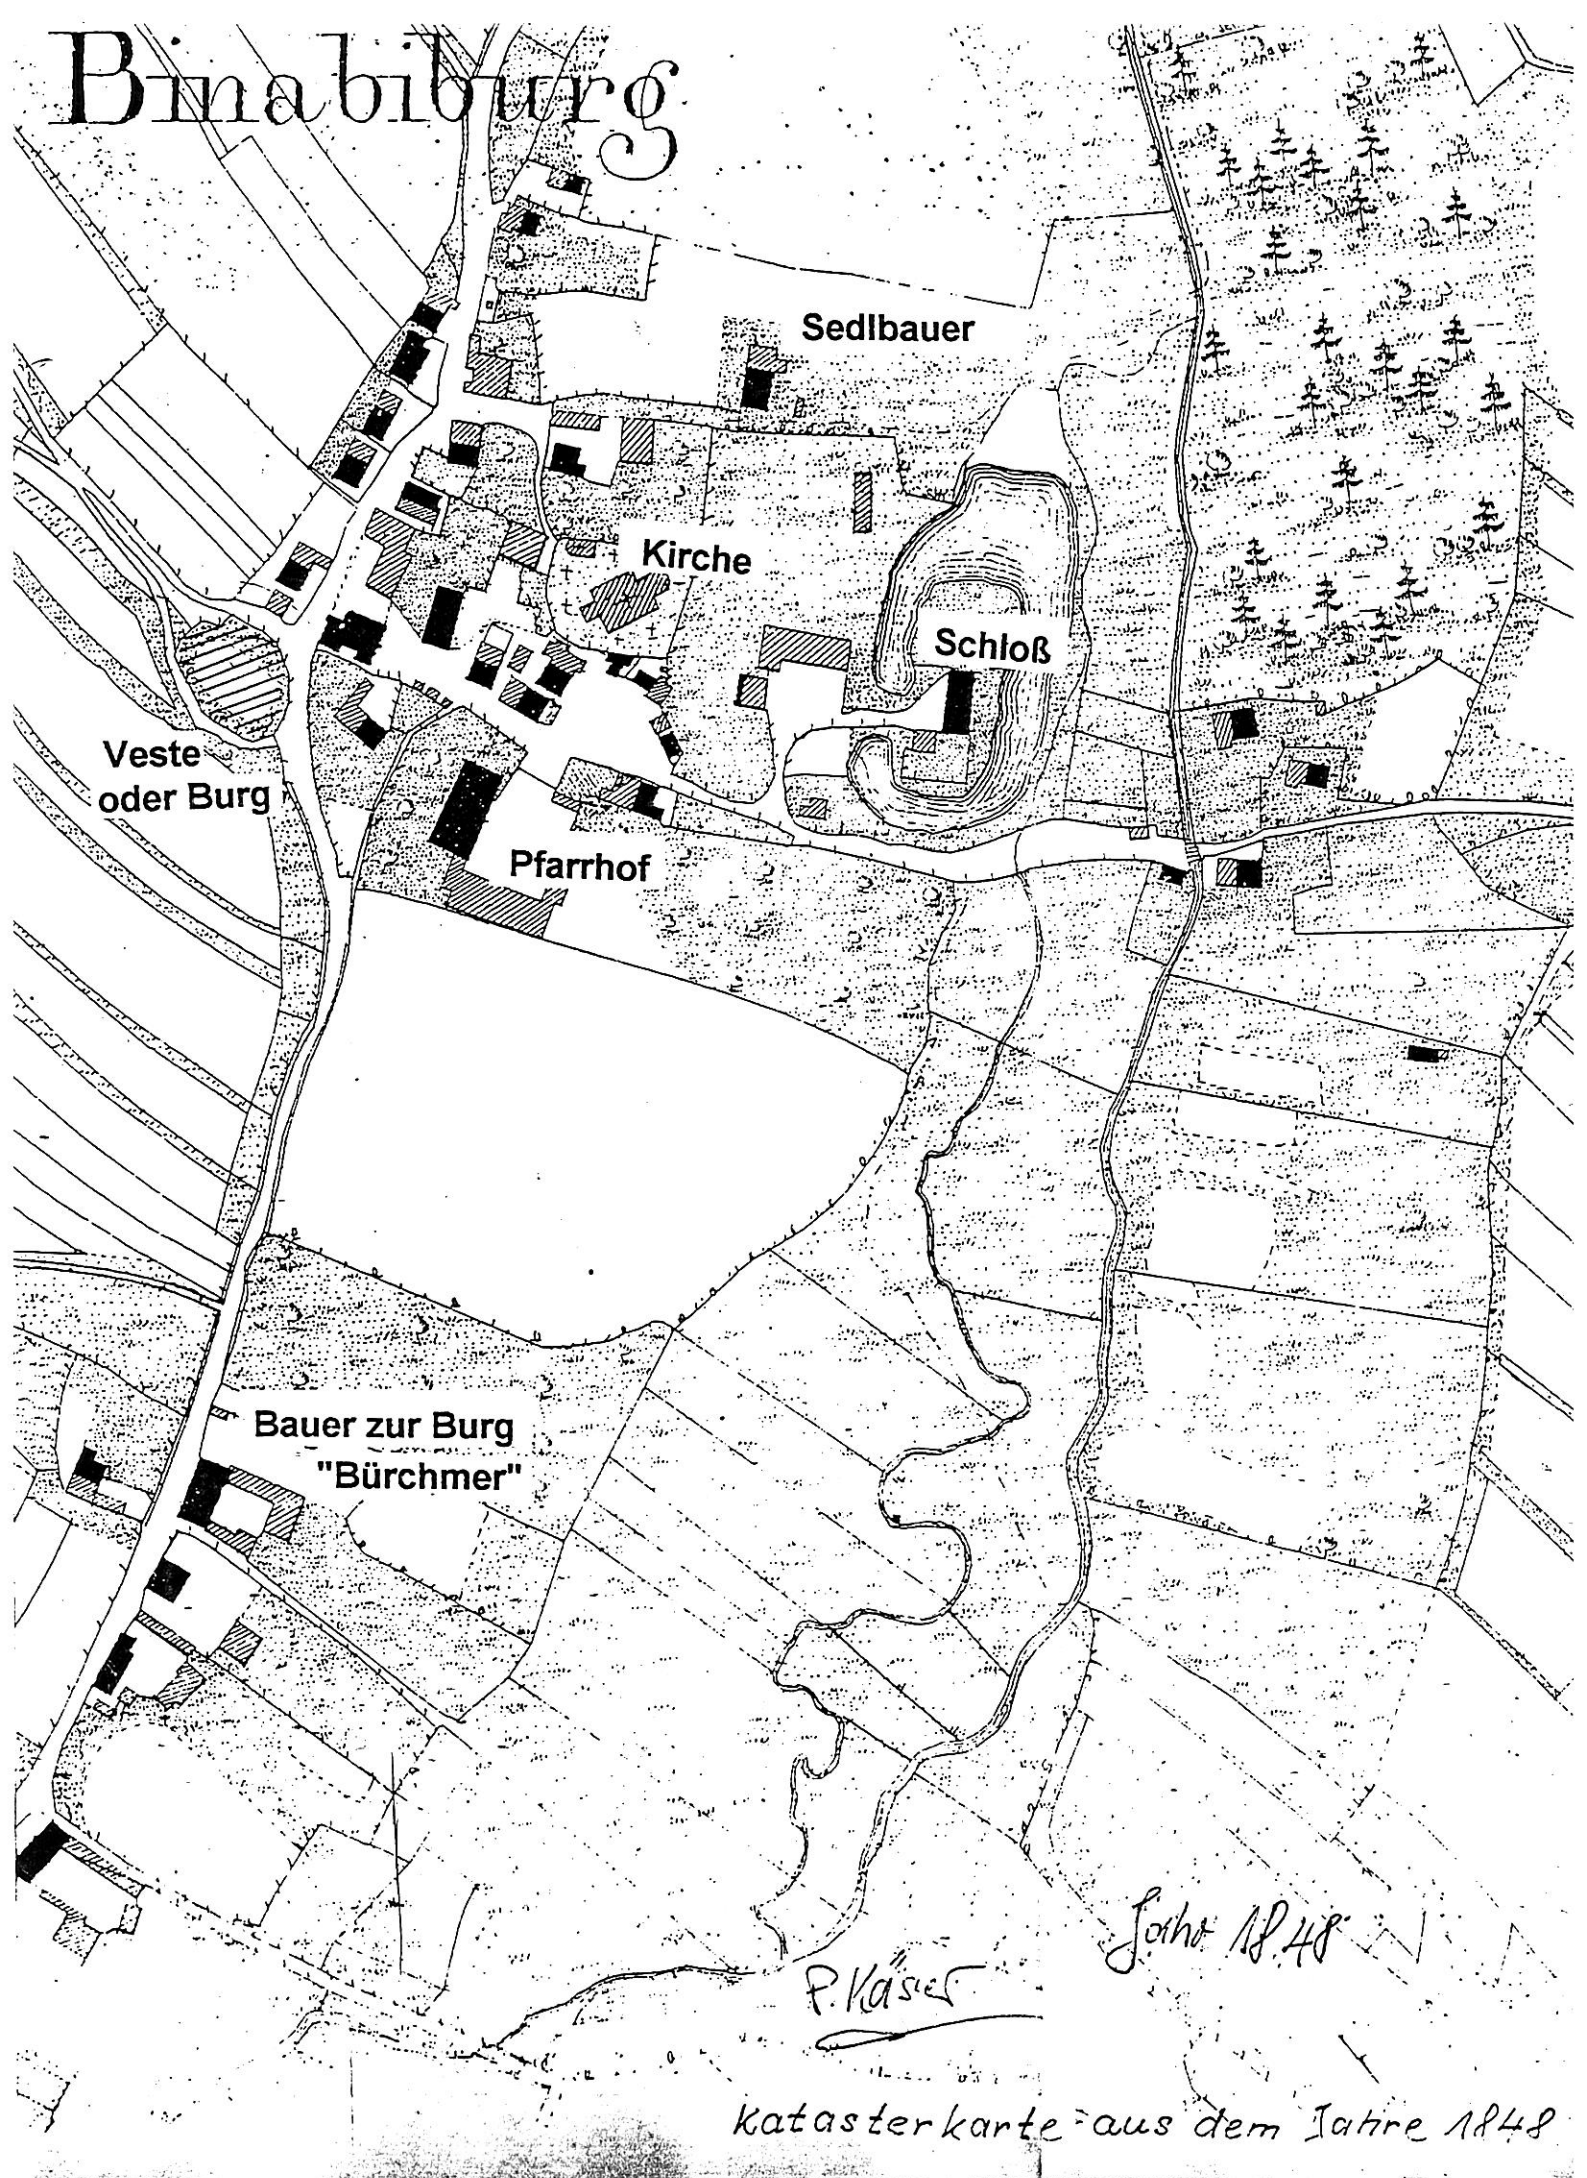 Binabiburg
Sedlbauer
Kirche
Schloß
Veste
oder Burg
Pfarrhof
Bauer zur Burg
"Bürchmer"
Jahr 1848
P. Käser
Katasterkarte aus dem Jahre 1848